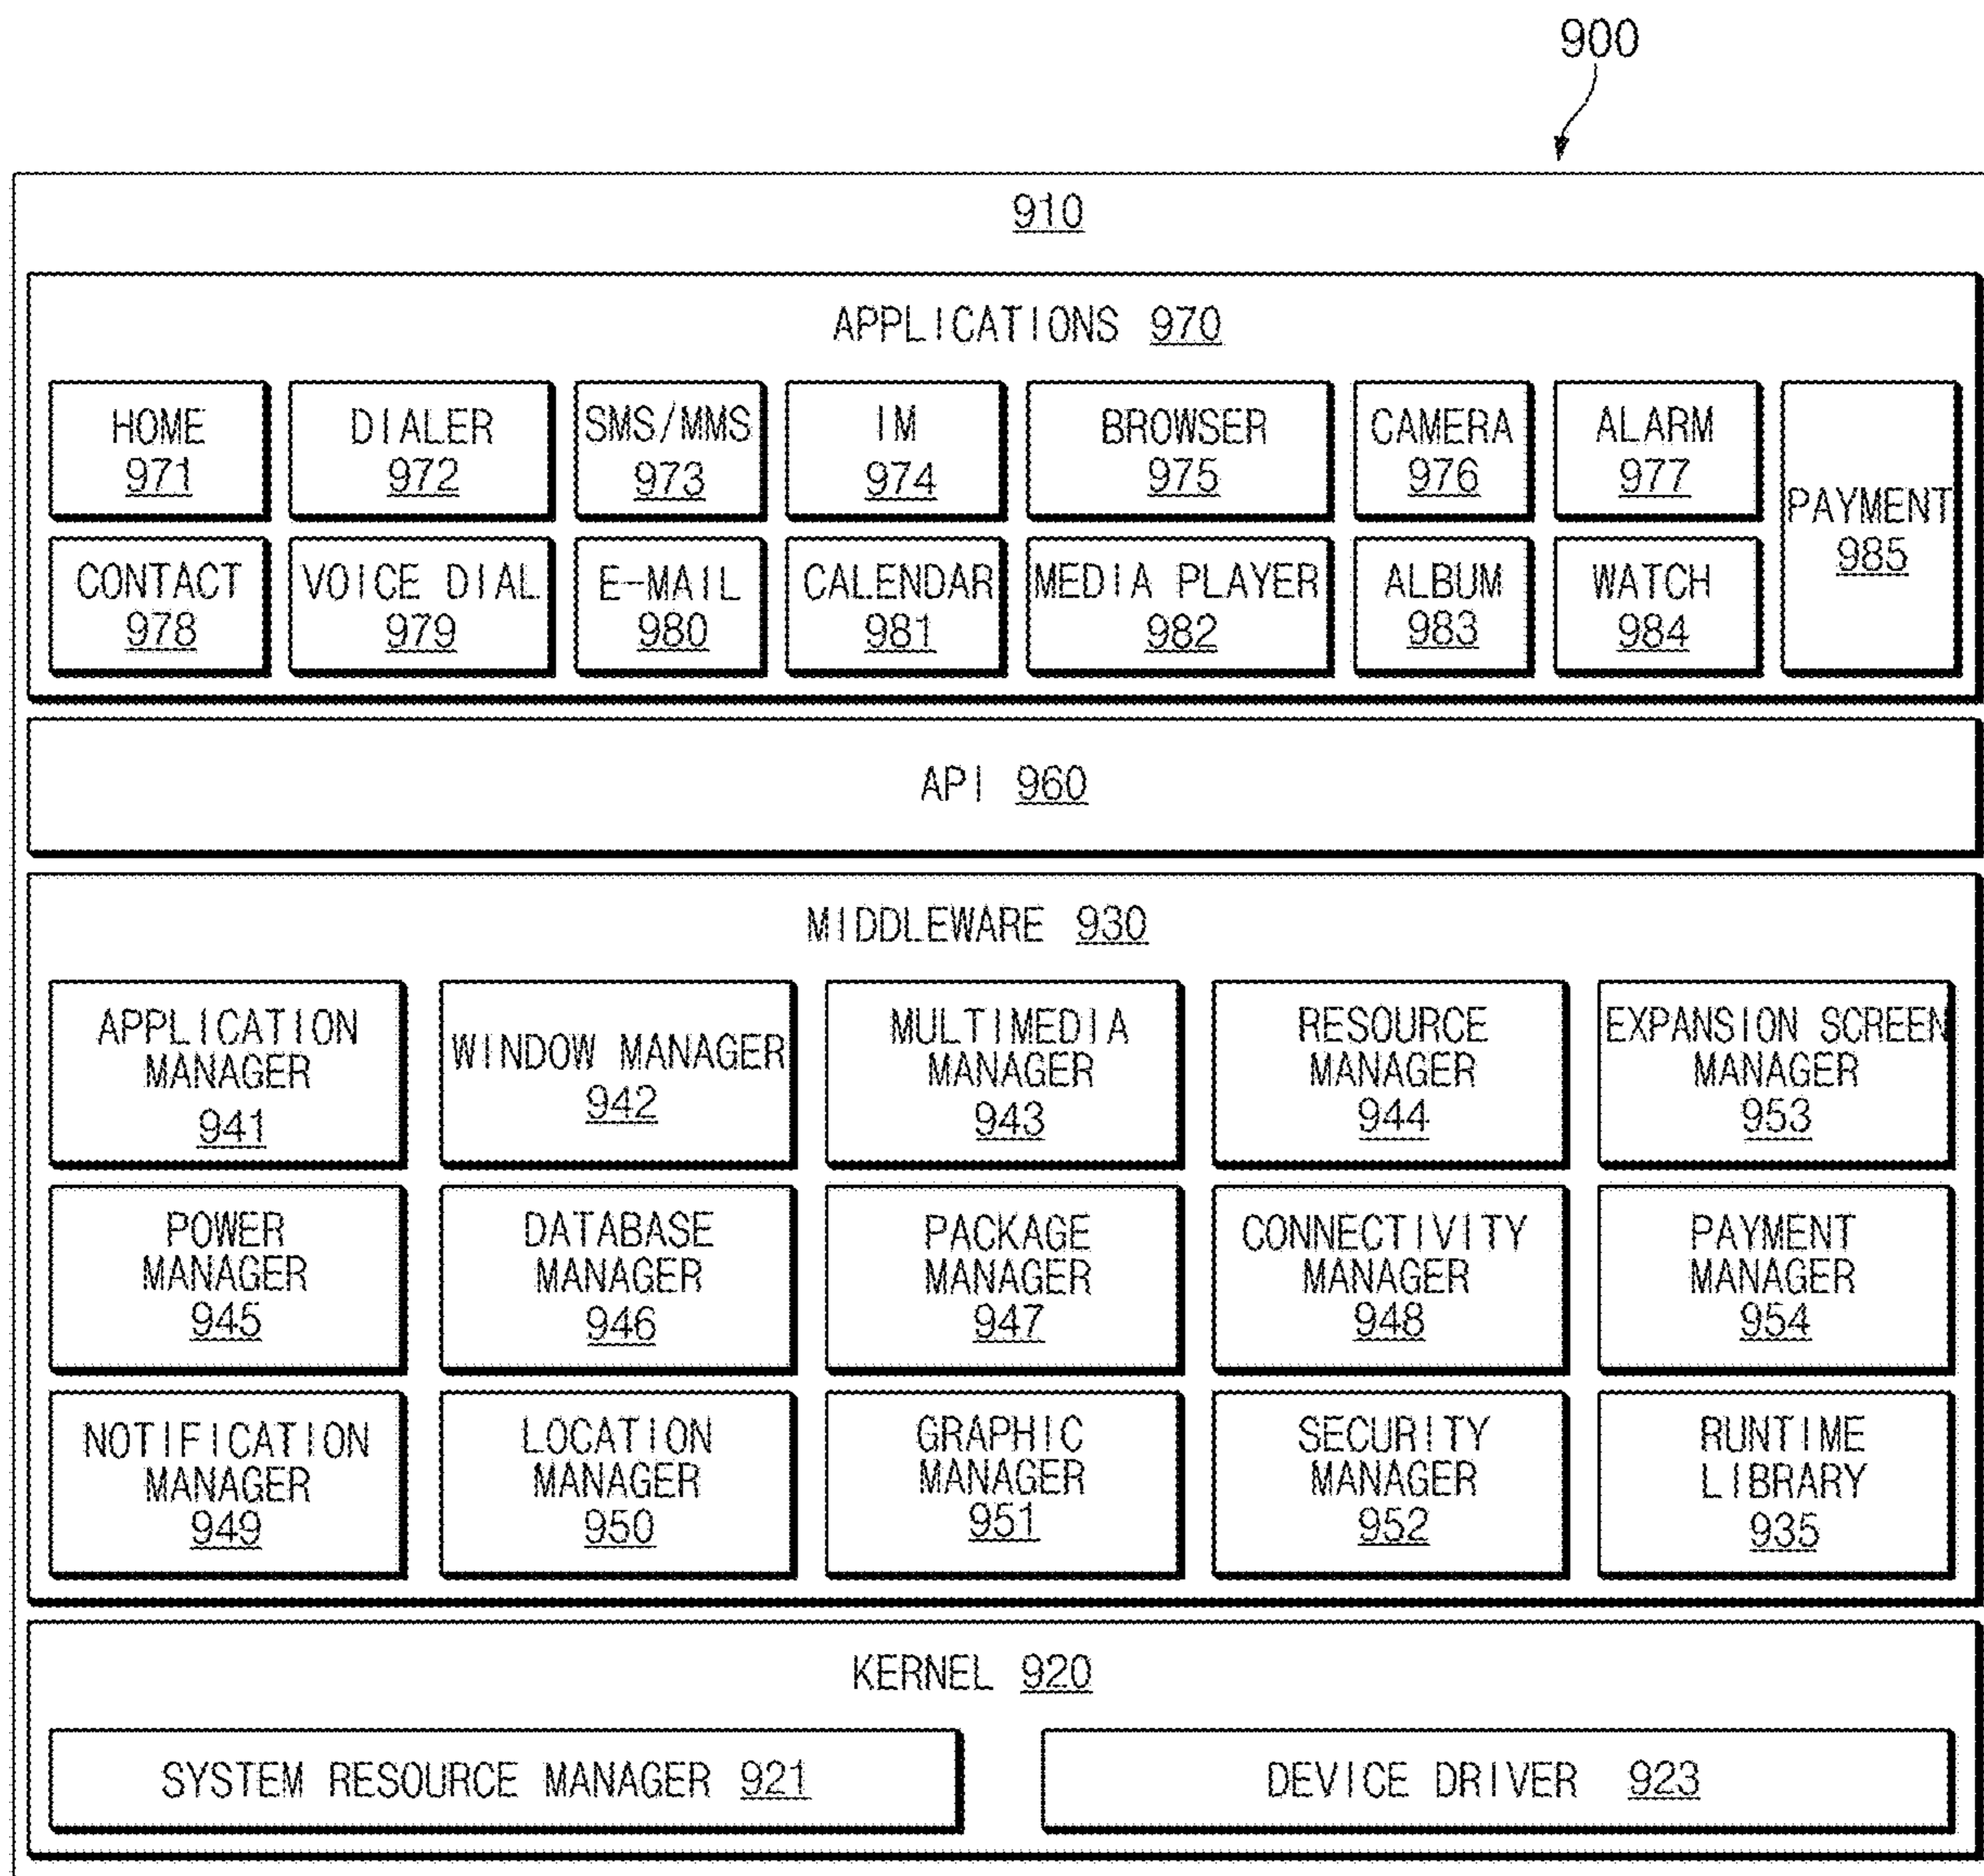 900
910
APPLICATIONS 970
HOME
971
DIALER
972
SMS/MMS
973
IM
974
BROWSER
975
CAMERA
976
ALARM
977
PAYMENT
985
CONTACT
978
VOICE DIAL
979
E-MAIL
980
CALENDAR
981
MEDIA PLAYER
982
ALBUM
983
WATCH
984
API 960
MIDDLEWARE 930
APPLICATION
MANAGER
941
WINDOW MANAGER
942
MULTIMEDIA
MANAGER
943
RESOURCE
MANAGER
944
EXPANSION SCREEN
MANAGER
953
POWER
MANAGER
945
DATABASE
MANAGER
946
PACKAGE
MANAGER
947
CONNECTIVITY
MANAGER
948
PAYMENT
MANAGER
954
NOTIFICATION
MANAGER
949
LOCATION
MANAGER
950
GRAPHIC
MANAGER
951
SECURITY
MANAGER
952
RUNTIME
LIBRARY
935
KERNEL 920
SYSTEM RESOURCE MANAGER 921
DEVICE DRIVER 923